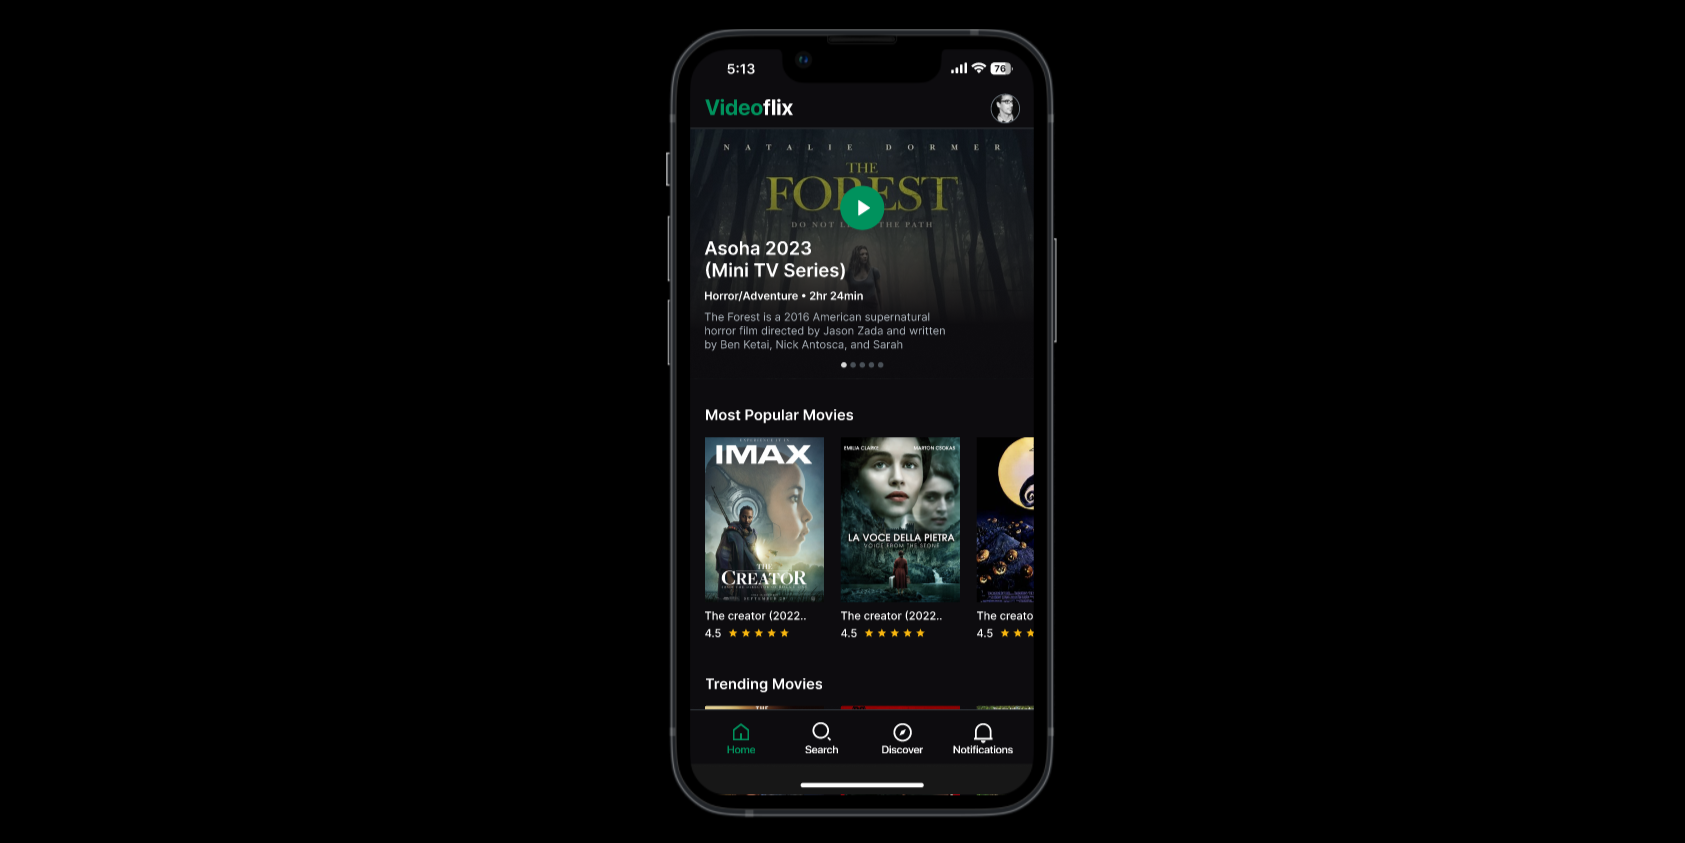 5:13
76
Videoflix
NATALIE DORMER
THE
FOREST
DO NOT THE PATH
Asoha 2023
(Mini TV Series)
Horror/Adventure • 2hr 24min
The Forest is a 2016 American supernatural
horror film directed by Jason Zada and written
by Ben Ketai, Nick Antosca, and Sarah
Most Popular Movies
EXPERIENCE IT IN
IMAX
THE
CREATOR
The creator (2022..
4.5
EMILIA CLARKE MARTON CSOKAS
LA VOCE DELLA PIETRA
VOICE FROM THE STONE
The creator (2022..
4.5
The creato
4.5
Trending Movies
THE
Home
Search
Discover
Notifications